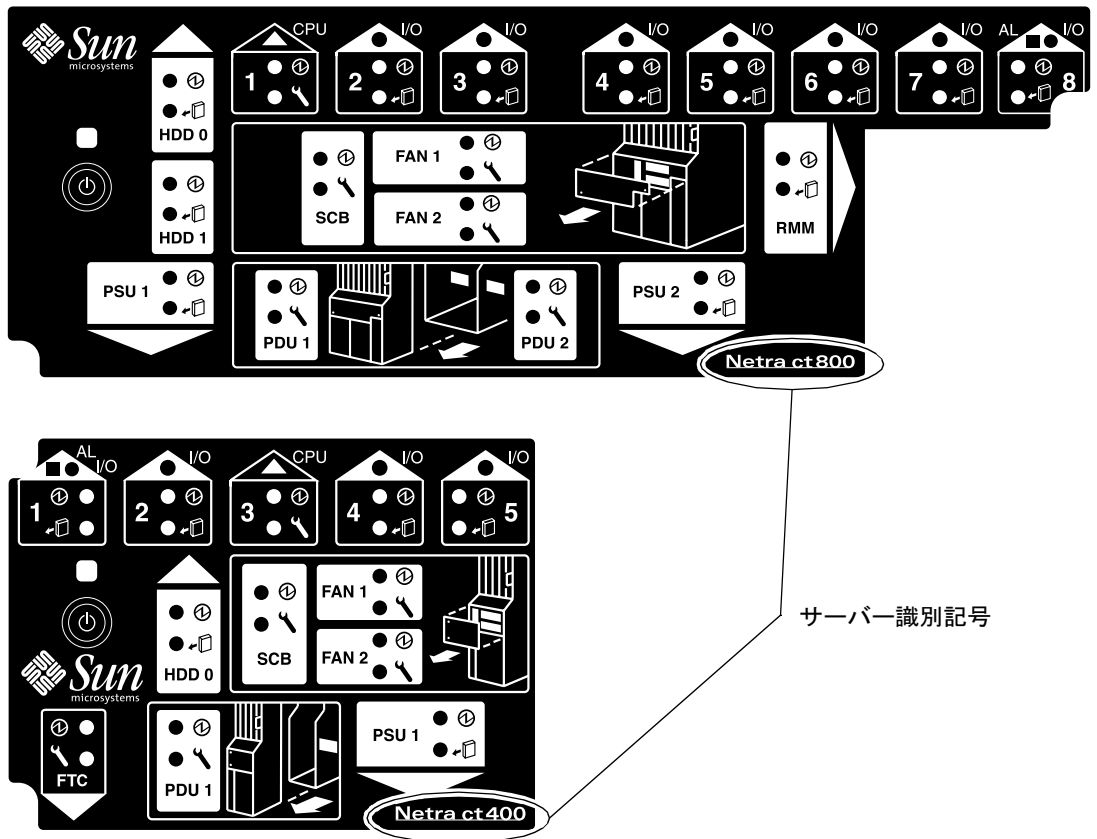 Sun
microsystems
CPU
I/O
I/O
I/O
I/O
I/O
I/O
AL
I/O
1
2
3
4
5
6
7
8
HDD 0
HDD 1
SCB
FAN 1
FAN 2
RMM
PSU 1
PDU 1
PDU 2
PSU 2
Netra ct800
AL
I/O
I/O
CPU
I/O
I/O
1
2
3
4
5
HDD 0
SCB
FAN 1
FAN 2
サーバー識別記号
Sun
microsystems
FTC
PDU 1
PSU 1
Netra ct400